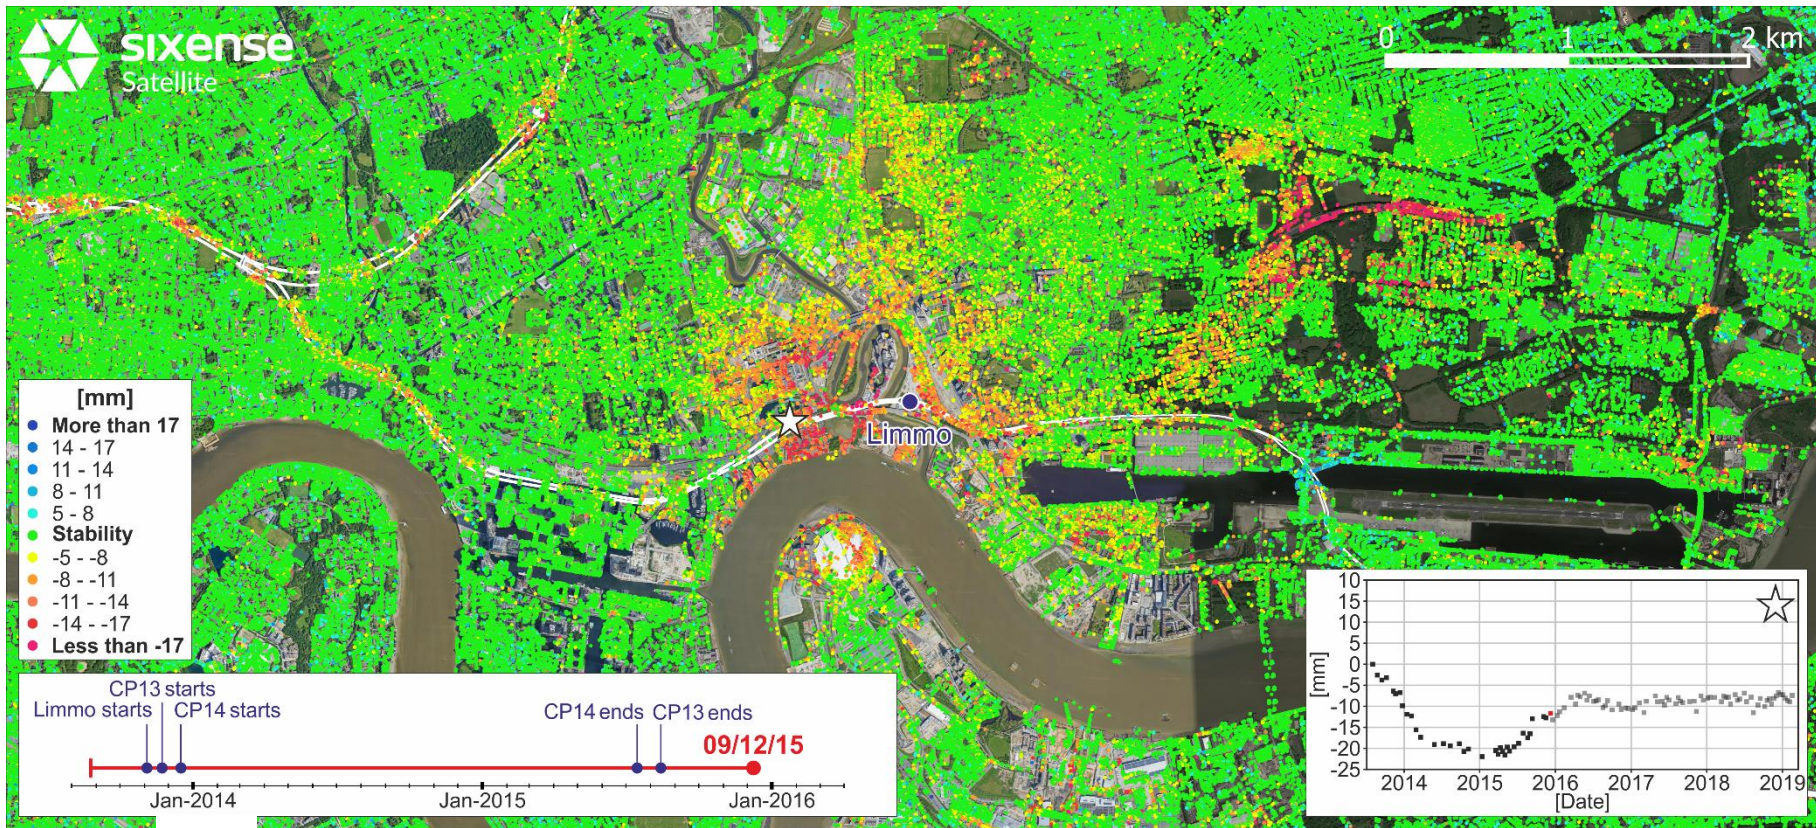 sixense
Satellite
0 1 2 km
Limmo
[mm]
More than 17
14 - 17
11 - 14
8 - 11
5 - 8
Stability
-5 - -8
-8 - -11
-11 - -14
-14 - -17
Less than -17
CP13 starts
Limmo starts
CP14 starts
CP14 ends
CP13 ends
09/12/15
Jan-2014
Jan-2015
Jan-2016
10
15
10
5
0
-5
-10
-15
-20
-25
[mm]
2014 2015 2016 2017 2018 2019
[Date]